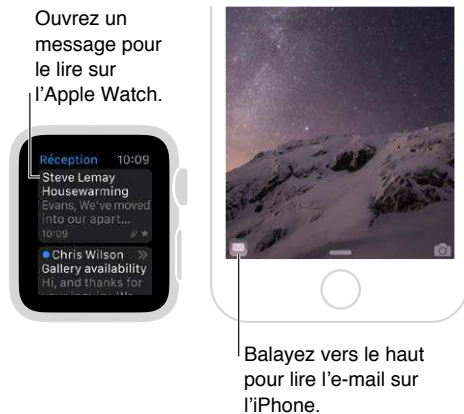 Ouvrez un
message pour
le lire sur
l’Apple Watch.
Réception 10:09
Steve Lemay
Housewarming
Evans, We've moved
into our apart...
10:09
Chris Wilson
Gallery availability
Hi, and thanks for
Balayez vers le haut
pour lire l’e-mail sur
l’iPhone.